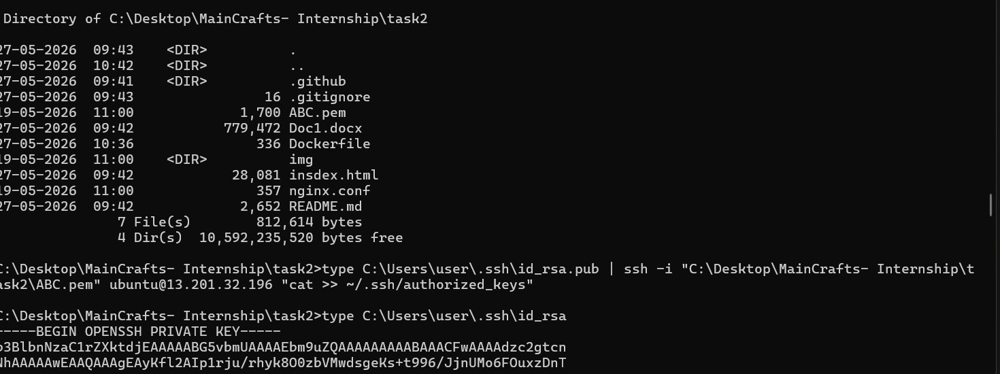 Directory of C:\Desktop\MainCrafts- Internship\task2
27-05-2026  09:43    <DIR>          .
27-05-2026  10:42    <DIR>          ..
27-05-2026  09:41    <DIR>          .github
27-05-2026  09:43                16 .gitignore
19-05-2026  11:00             1,700 ABC.pem
27-05-2026  09:42           779,472 Doc1.docx
27-05-2026  10:36               336 Dockerfile
19-05-2026  11:00    <DIR>          img
27-05-2026  09:42            28,081 insdex.html
19-05-2026  11:00               357 nginx.conf
27-05-2026  09:42             2,652 README.md
7 File(s)        812,614 bytes
4 Dir(s)  10,592,235,520 bytes free
C:\Desktop\MainCrafts- Internship\task2>type C:\Users\user\.ssh\id_rsa.pub | ssh -i "C:\Desktop\MainCrafts- Internship\t
ask2\ABC.pem" ubuntu@13.201.32.196 "cat >> ~/.ssh/authorized_keys"
C:\Desktop\MainCrafts- Internship\task2>type C:\Users\user\.ssh\id_rsa
-----BEGIN OPENSSH PRIVATE KEY-----
b3BlbnNzaC1rZXktdjEAAAAABG5vbmUAAAAEbm9uZQAAAAAAAAABAAACFwAAAAdzc2gtcn
NhAAAAAwEAAQAAAgEAyKfl2AIp1rju/rhyk8O0zbVMwdsgeKs+t996/JjnUMo6FOuxzDnT